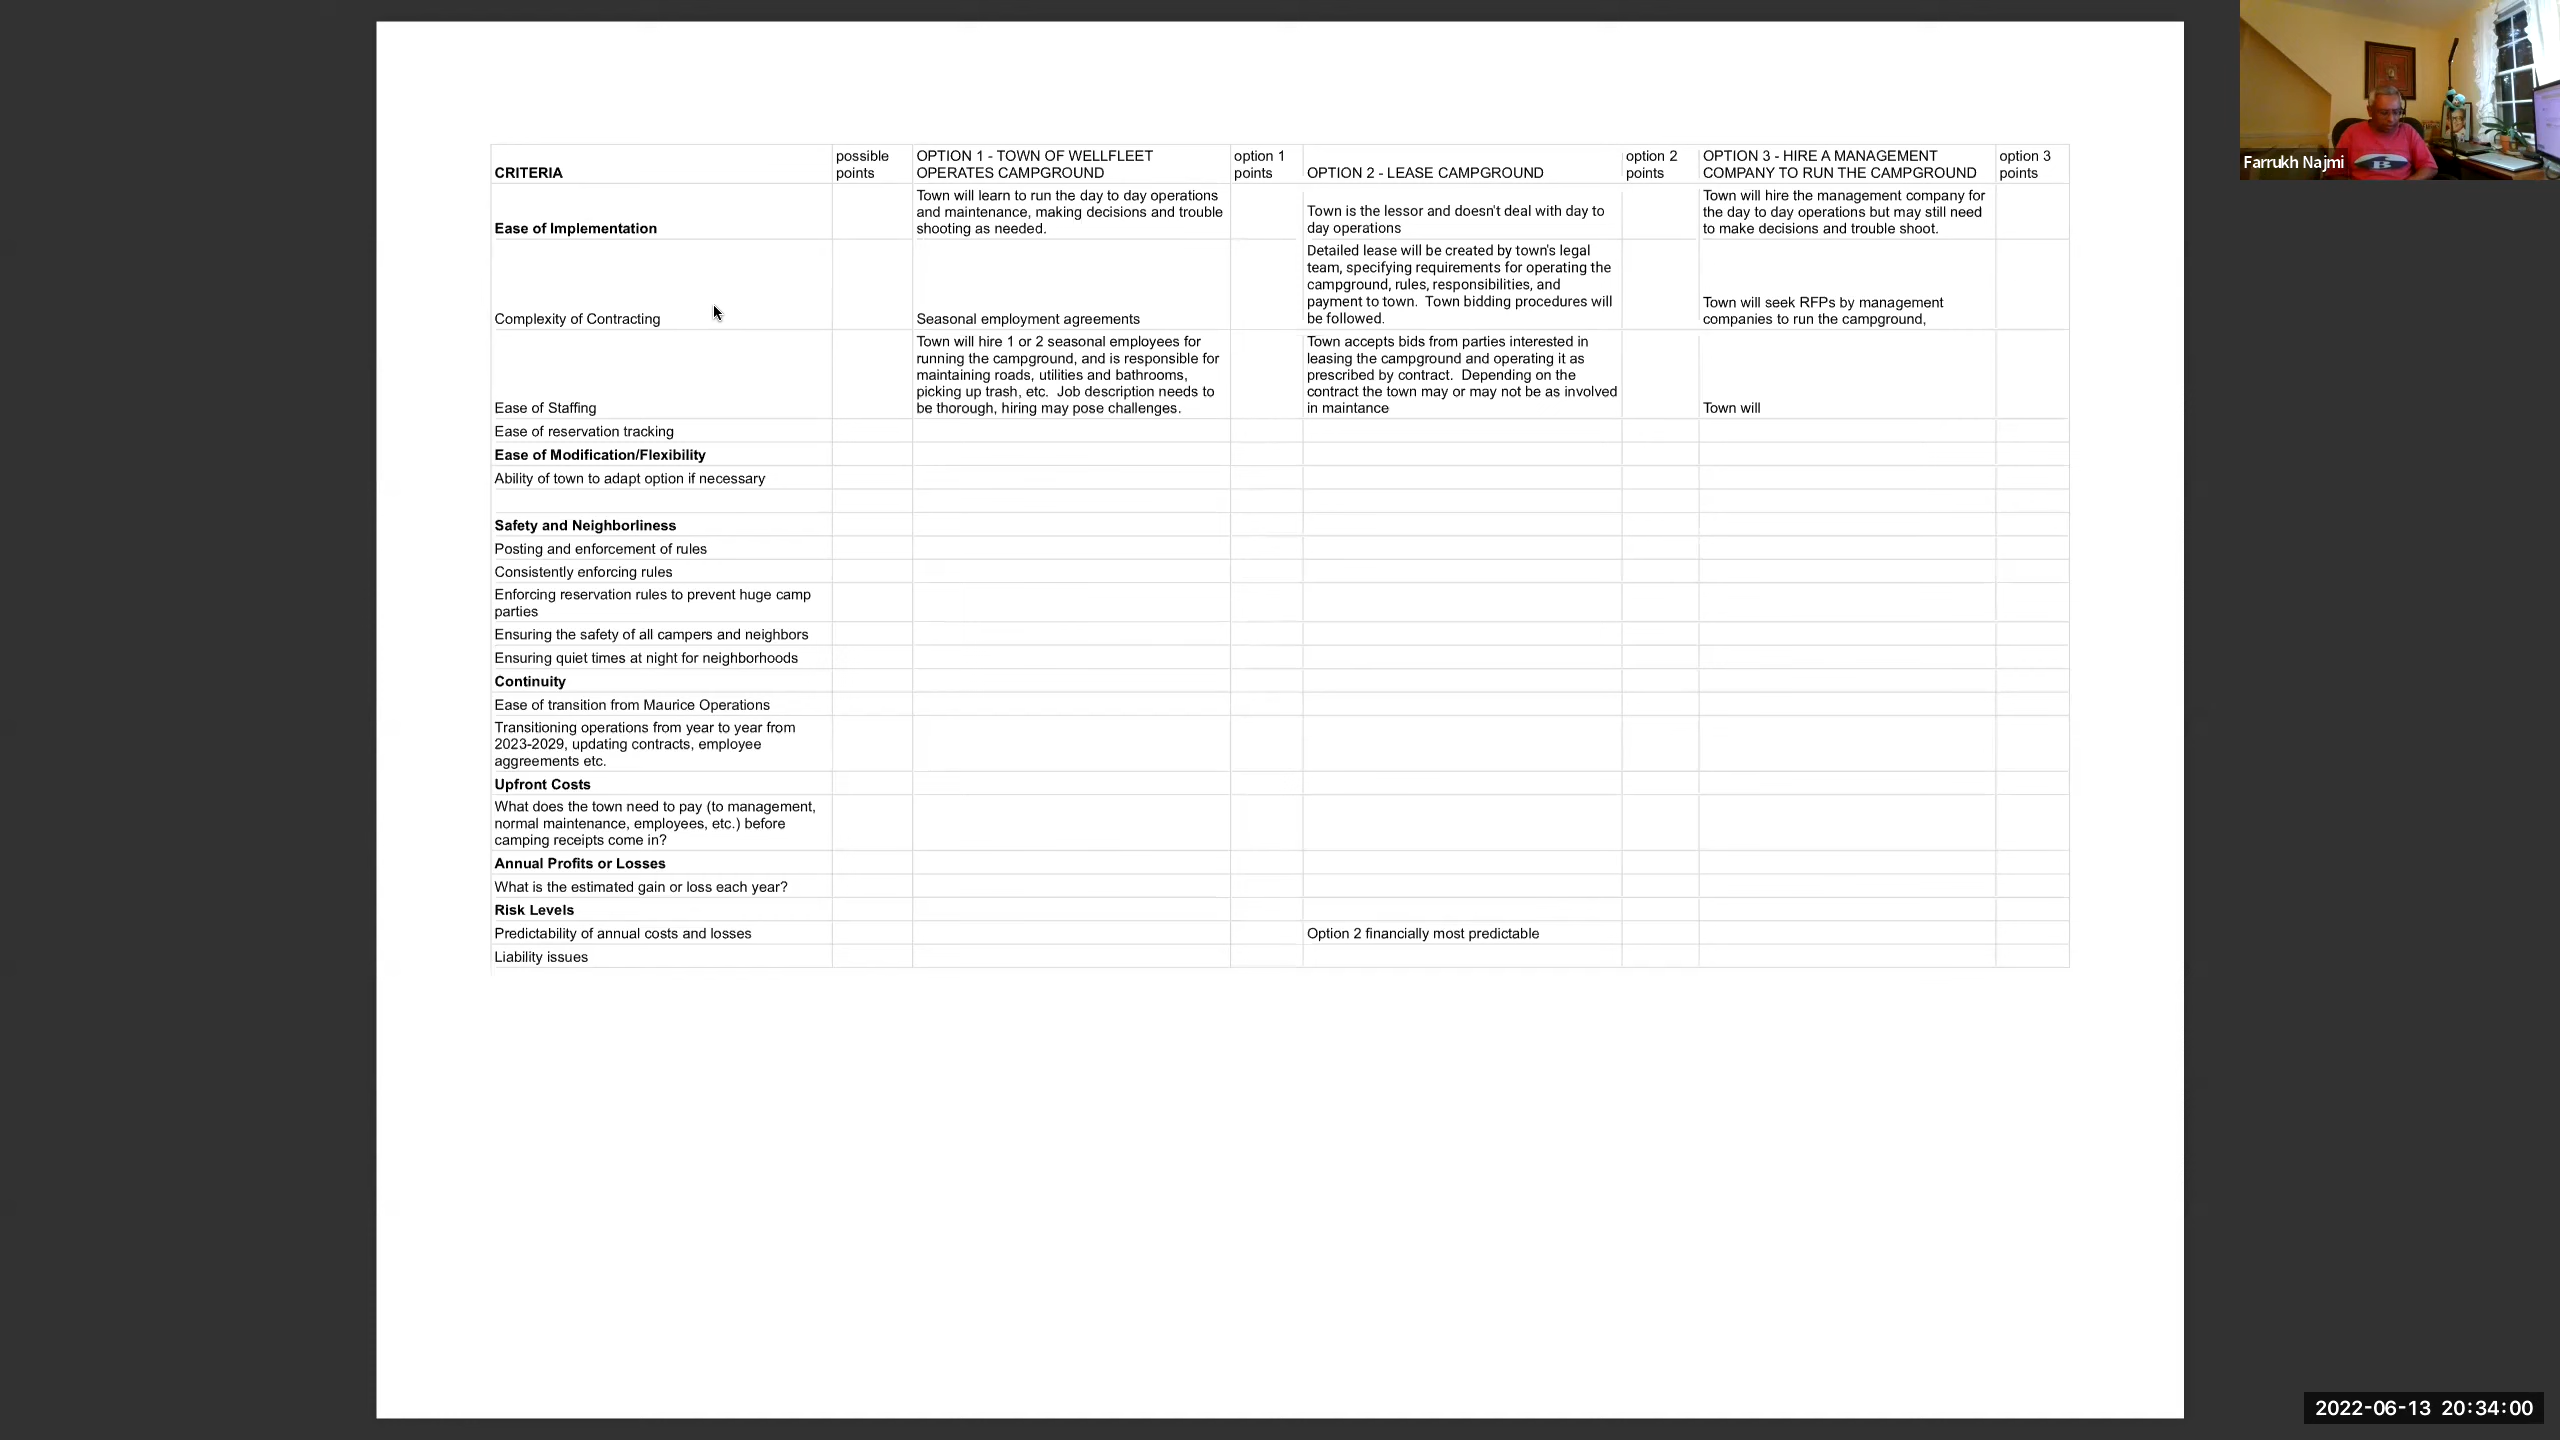 CRITERIA
possible
points
OPTION 1 - TOWN OF WELLFLEET
OPERATES CAMPGROUND
option 1
points
OPTION 2 - LEASE CAMPGROUND
option 2
points
OPTION 3 - HIRE A MANAGEMENT
COMPANY TO RUN THE CAMPGROUND
option 3
points
Ease of Implementation
Town will learn to run the day to day operations
and maintenance, making decisions and trouble
shooting as needed.
Town is the lessor and doesn't deal with day to
day operations
Town will hire the management company for
the day to day operations but may still need
to make decisions and trouble shoot.
Complexity of Contracting
Seasonal employment agreements
Detailed lease will be created by town's legal
team, specifying requirements for operating the
campground, rules, responsibilities, and
payment to town.  Town bidding procedures will
be followed.
Town will seek RFPs by management
companies to run the campground,
Ease of Staffing
Town will hire 1 or 2 seasonal employees for
running the campground, and is responsible for
maintaining roads, utilities and bathrooms,
picking up trash, etc.  Job description needs to
be thorough, hiring may pose challenges.
Town accepts bids from parties interested in
leasing the campground and operating it as
prescribed by contract.  Depending on the
contract the town may or may not be as involved
in maintance
Town will
Ease of reservation tracking
Ease of Modification/Flexibility
Ability of town to adapt option if necessary
Safety and Neighborliness
Posting and enforcement of rules
Consistently enforcing rules
Enforcing reservation rules to prevent huge camp
parties
Ensuring the safety of all campers and neighbors
Ensuring quiet times at night for neighborhoods
Continuity
Ease of transition from Maurice Operations
Transitioning operations from year to year from
2023-2029, updating contracts, employee
aggreements etc.
Upfront Costs
What does the town need to pay (to management,
normal maintenance, employees, etc.) before
camping receipts come in?
Annual Profits or Losses
What is the estimated gain or loss each year?
Risk Levels
Predictability of annual costs and losses
Option 2 financially most predictable
Liability issues
Farrukh Najmi
B
2022-06-13 20:34:00